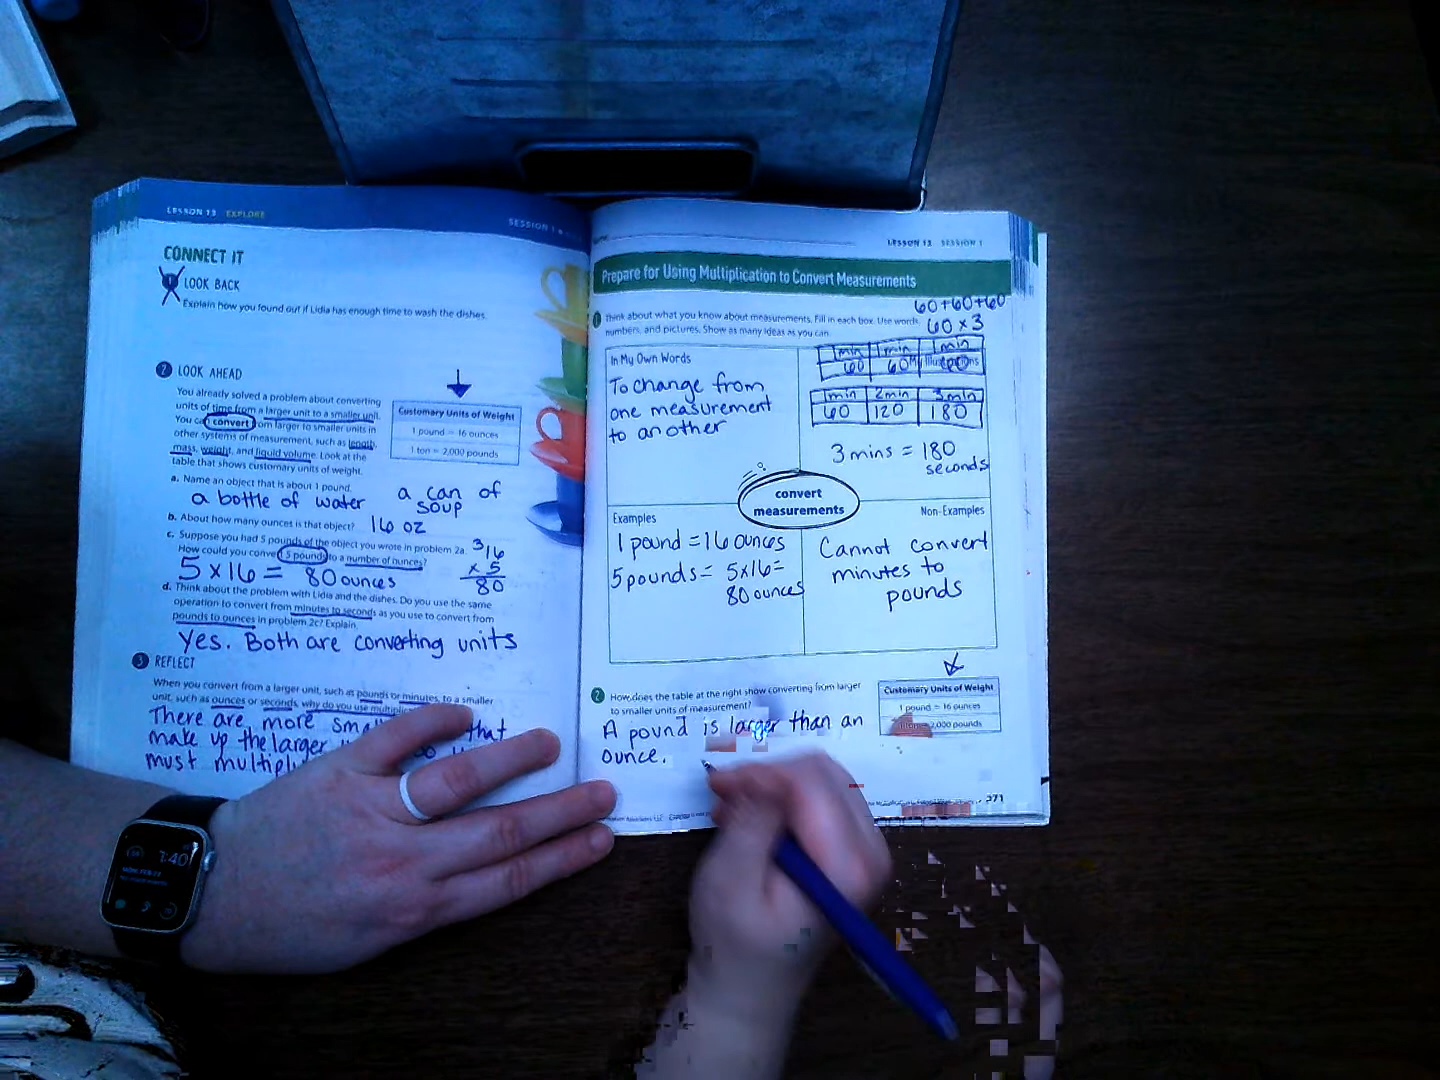 LESSON 13 EXPLORE
SESSION 1
CONNECT IT
1 LOOK BACK
Explain how you found out if Lidia has enough time to wash the dishes.
2 LOOK AHEAD
You already solved a problem about converting
units of time from a larger unit to a smaller unit.
You can convert from larger to smaller units in
other systems of measurement, such as length,
mass, weight, and liquid volume. Look at the
table that shows customary units of weight.
Customary Units of Weight
1 pound = 16 ounces
1 ton = 2,000 pounds
a. Name an object that is about 1 pound.
a bottle of water a can of
soup
b. About how many ounces is that object? 16 oz
c. Suppose you had 5 pounds of the object you wrote in problem 2a.
How could you convert 5 pounds to a number of ounces?
5 x 16 = 80 ounces
3
16
x 5
80
d. Think about the problem with Lidia and the dishes. Do you use the same
operation to convert from minutes to seconds as you use to convert from
pounds to ounces in problem 2c? Explain.
Yes. Both are converting units
3 REFLECT
When you convert from a larger unit, such as pounds or minutes, to a smaller
unit, such as ounces or seconds, why do you use
There are more that
make up the larger
must
LESSON 13 SESSION 1
Prepare for Using Multiplication to Convert Measurements
1 Think about what you know about measurements. Fill in each box. Use words,
numbers, and pictures. Show as many ideas as you can.
60+60+60
60 x 3
In My Own Words
To change from
one measurement
to another
1min 1min 1min
60 60 60
1min 2min 3min
60 120 180
3 mins = 180
seconds
convert
measurements
Examples
1 pound = 16 ounces
5 pounds = 5x16=
80 ounces
Non-Examples
Cannot convert
minutes to
pounds
2 How does the table at the right show converting from larger
to smaller units of measurement?
A pound is larger than an
ounce.
Customary Units of Weight
1 pound = 16 ounces
2,000 pounds
271